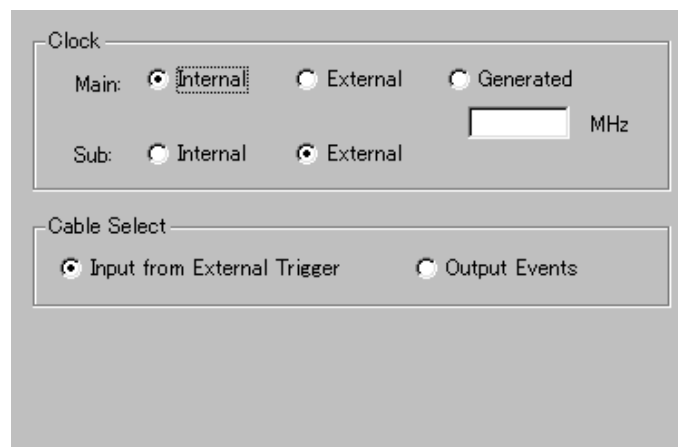 Clock
Main: Internal External Generated
MHz
Sub: Internal External
Cable Select
Input from External Trigger Output Events